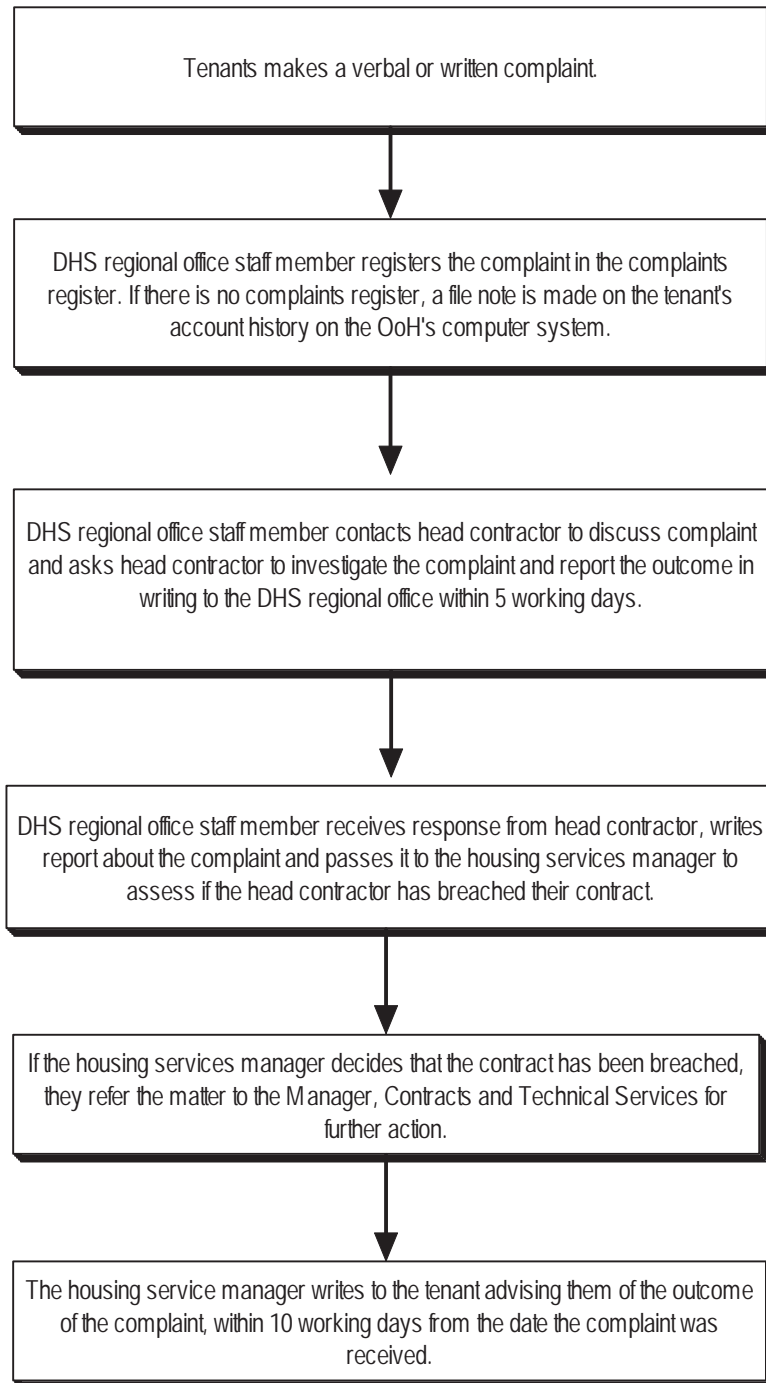 Tenants makes a verbal or written complaint.
DHS regional office staff member registers the complaint in the complaints
register. If there is no complaints register, a file note is made on the tenant's
account history on the OoH's computer system.
DHS regional office staff member contacts head contractor to discuss complaint
and asks head contractor to investigate the complaint and report the outcome in
writing to the DHS regional office within 5 working days.
DHS regional office staff member receives response from head contractor, writes
report about the complaint and passes it to the housing services manager to
assess if the head contractor has breached their contract.
If the housing services manager decides that the contract has been breached,
they refer the matter to the Manager, Contracts and Technical Services for
further action.
The housing service manager writes to the tenant advising them of the outcome
of the complaint, within 10 working days from the date the complaint was
received.